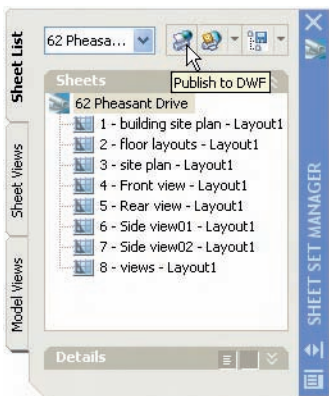 Sheet List
62 Pheasa...
Sheets
Publish to DWF
62 Pheasant Drive
1 - building site plan - Layout1
2 - floor layouts - Layout1
3 - site plan - Layout1
4 - Front view - Layout1
5 - Rear view - Layout1
6 - Side view01 - Layout1
7 - Side view02 - Layout1
8 - views - Layout1
Sheet Views
Model Views
Details
SHEET SET MANAGER